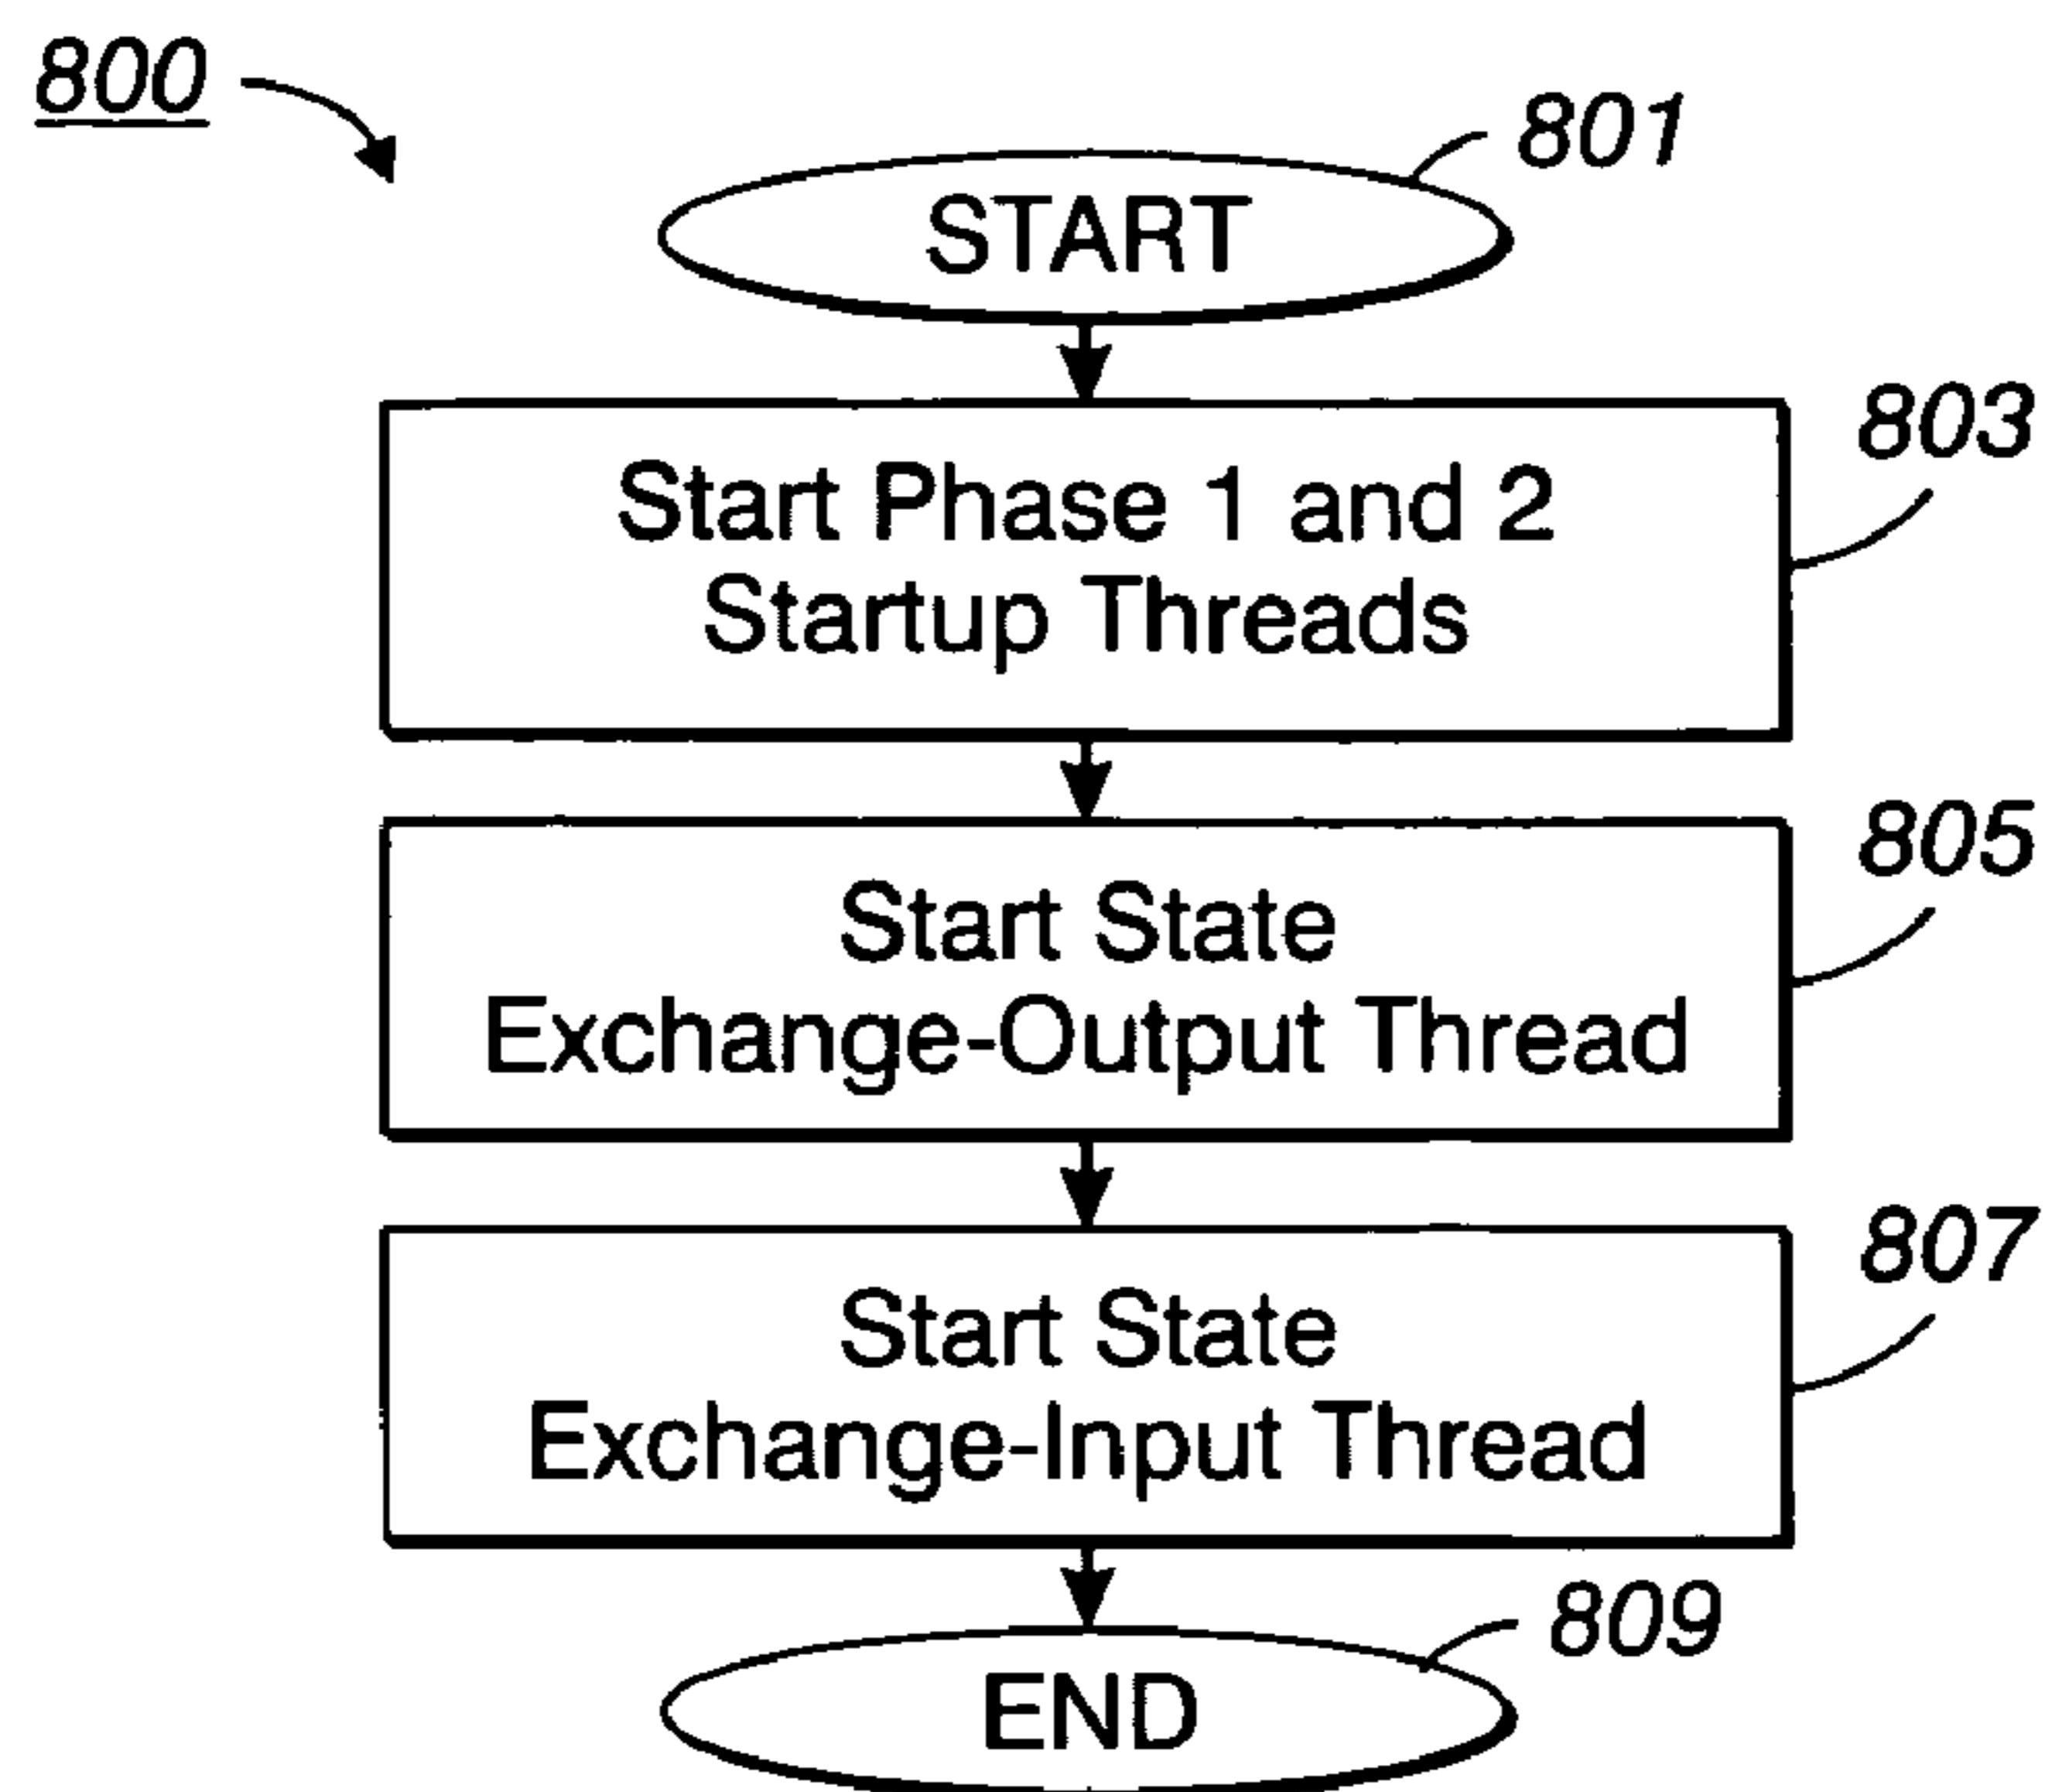 800
801
START
803
Start Phase 1 and 2
Startup Threads
805
Start State
Exchange-Output Thread
807
Start State
Exchange-Input Thread
809
END